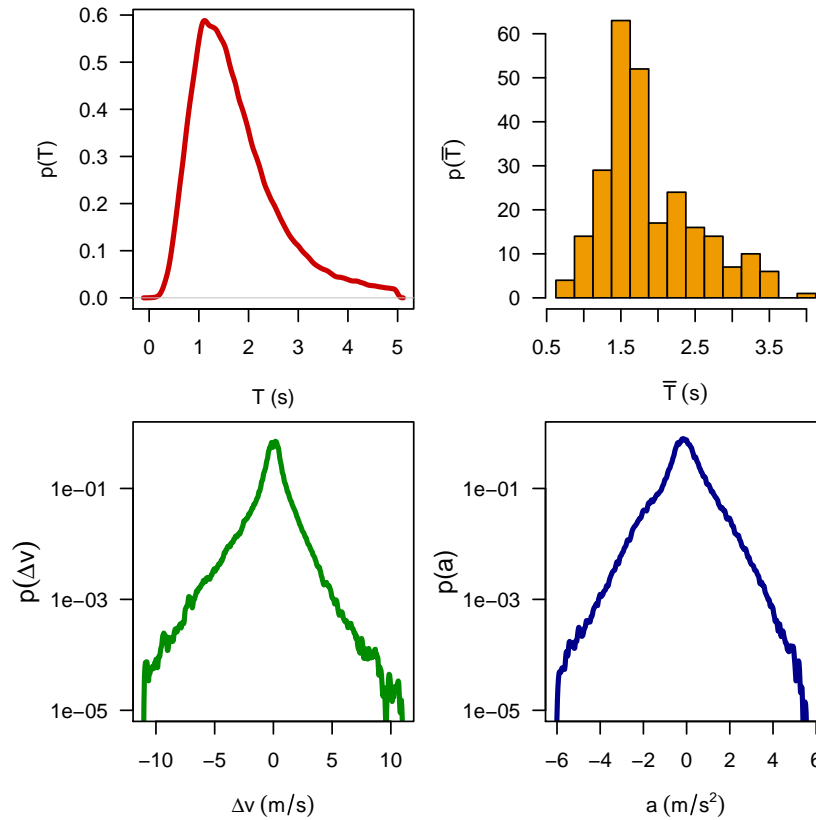 p(T)
0.6
0.5
0.4
0.3
0.2
0.1
0.0
0 1 2 3 4 5
T (s)
p(T̅)
60
50
40
30
20
10
0
0.5 1.5 2.5 3.5
T̅ (s)
p(Δv)
1e−01
1e−03
1e−05
−10 −5 0 5 10
Δv (m/s)
p(a)
1e−01
1e−03
1e−05
−6 −4 −2 0 2 4 6
a (m/s²)